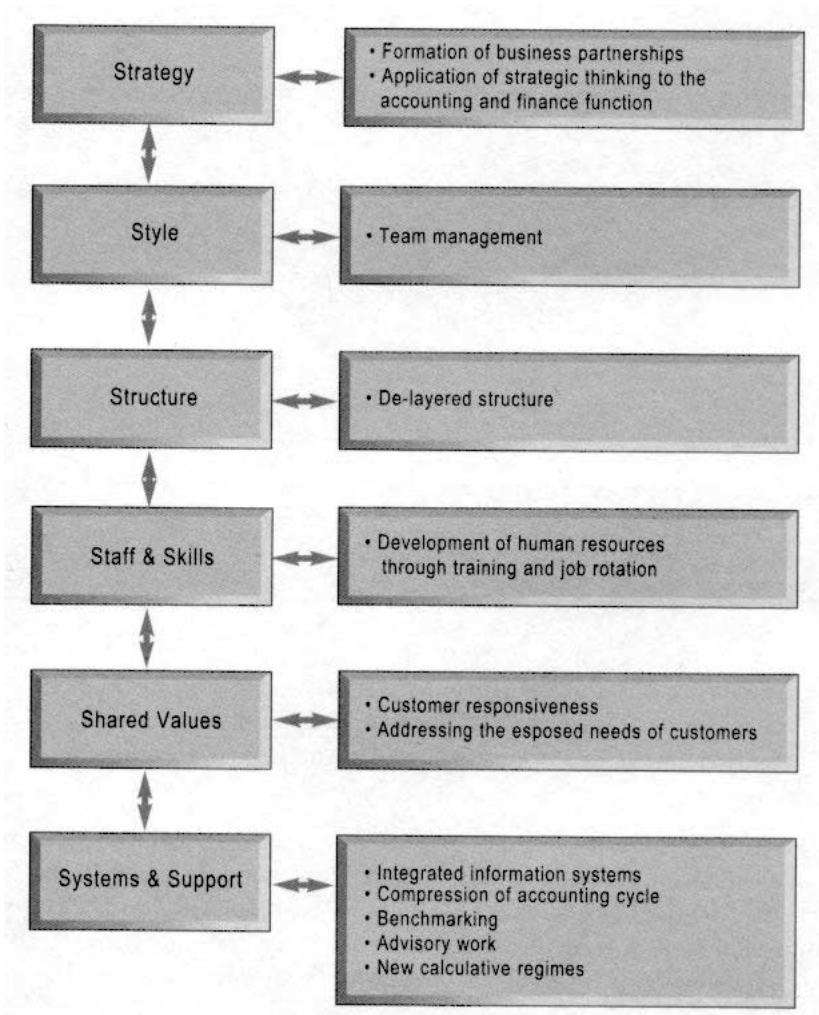 Strategy
• Formation of business partnerships
• Application of strategic thinking to the
accounting and finance function
Style
• Team management
Structure
• De-layered structure
Staff & Skills
• Development of human resources
through training and job rotation
Shared Values
• Customer responsiveness
• Addressing the esposed needs of customers
Systems & Support
• Integrated information systems
• Compression of accounting cycle
• Benchmarking
• Advisory work
• New calculative regimes